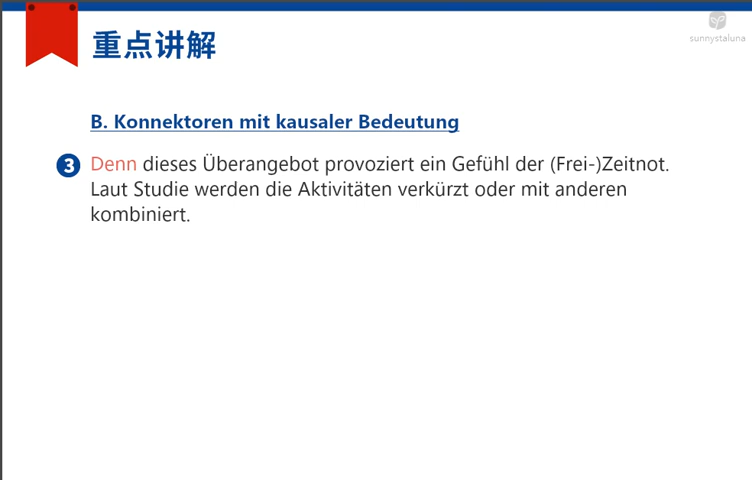 重点讲解
sunnystaluna
B. Konnektoren mit kausaler Bedeutung
3 Denn dieses Überangebot provoziert ein Gefühl der (Frei-)Zeitnot.
Laut Studie werden die Aktivitäten verkürzt oder mit anderen
kombiniert.